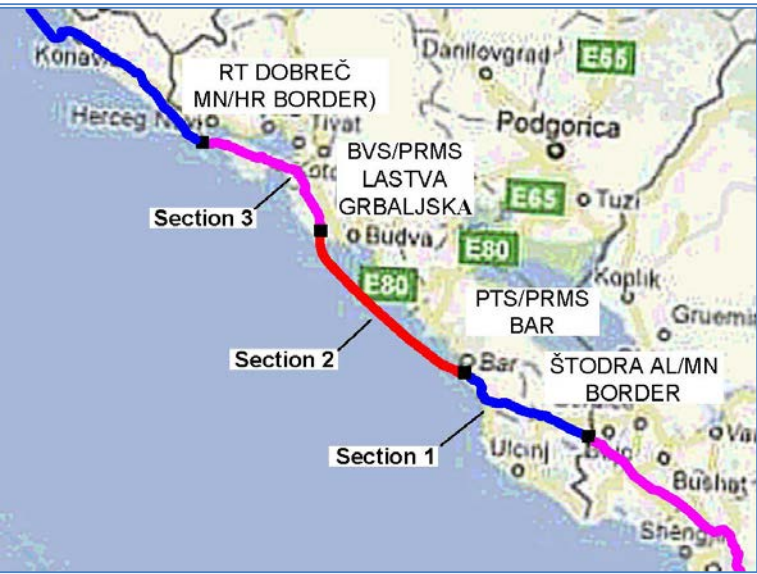 Konav
Danilovgrad
E65
RT DOBREČ
MN/HR BORDER)
Herceg Novi
Tivat
Podgorica
BVS/PRMS
LASTVA
GRBALJSKA
Section 3
E65
Tuzi
Budva
E80
E80
Koplik
PTS/PRMS
BAR
Gruemi
Section 2
Bar
ŠTODRA AL/MN
BORDER
Section 1
Ulcinj
Bushat
Shëngj